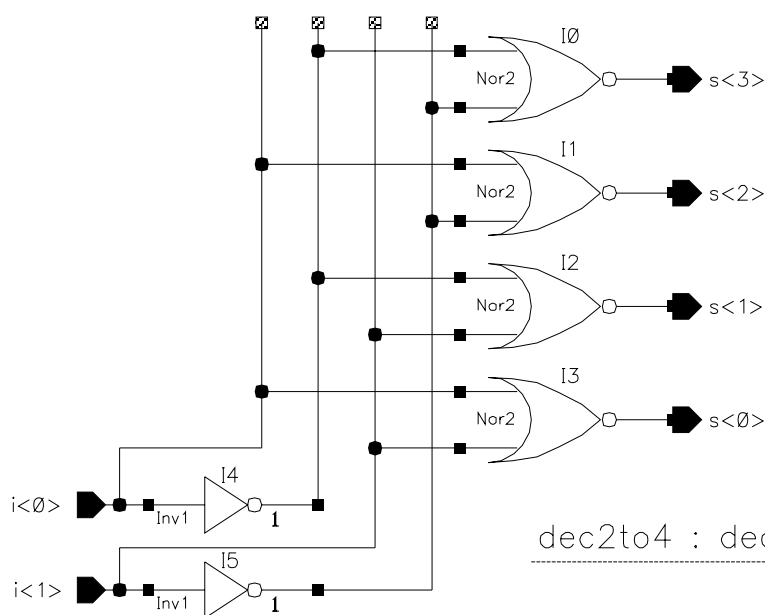 I0
Nor2
s<3>
I1
Nor2
s<2>
I2
Nor2
s<1>
I3
Nor2
s<0>
I4
i<0>
Inv1
1
I5
i<1>
Inv1
1
dec2to4 : dec